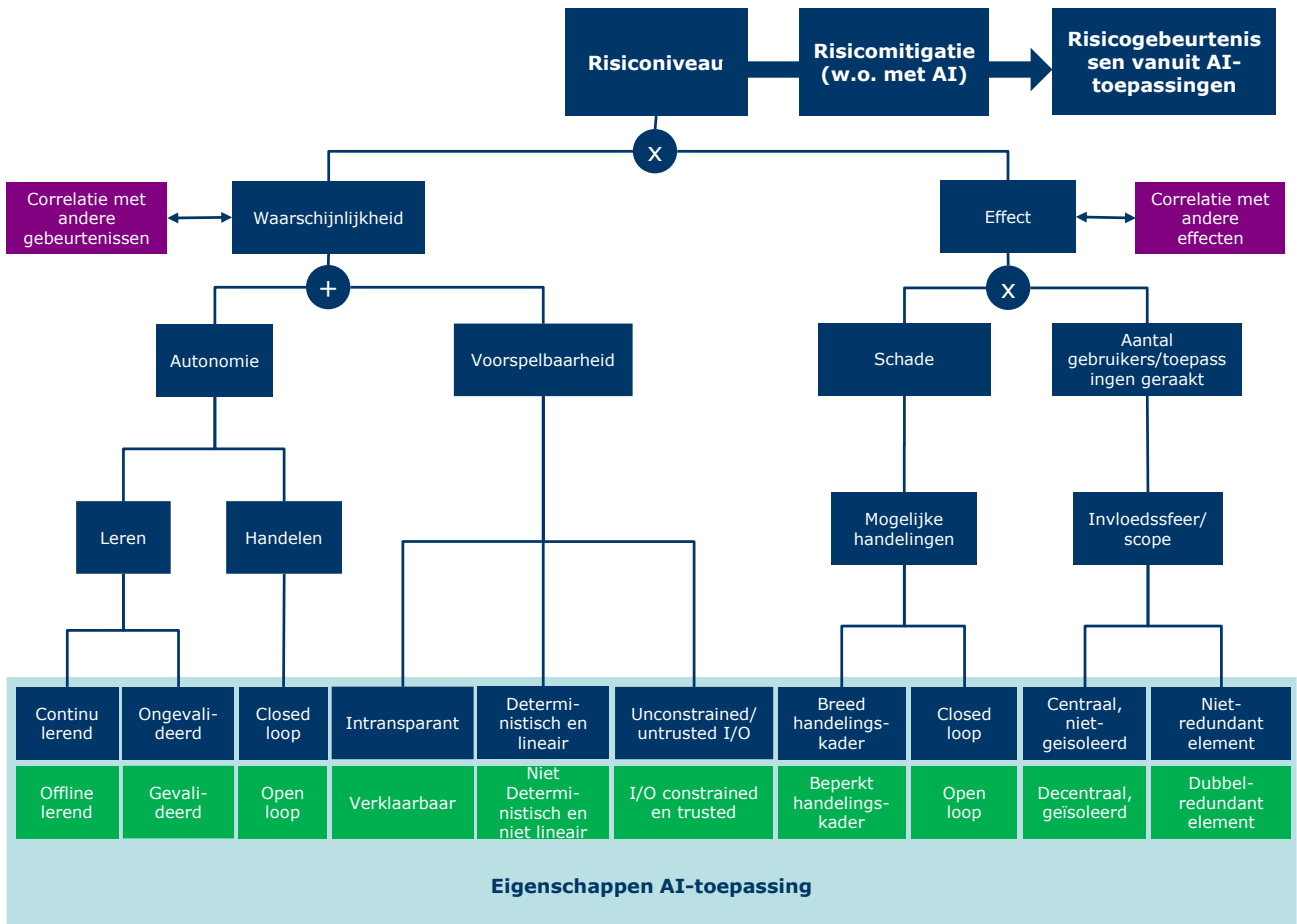 Risiconiveau
Risicomitigatie
(w.o. met AI)
Risicogebeurtenis
sen vanuit AI-
toepassingen
x
Correlatie met
andere
gebeurtenissen
Waarschijnlijkheid
Effect
Correlatie met
andere
effecten
+
x
Autonomie
Voorspelbaarheid
Schade
Aantal
gebruikers/toepass
ingen geraakt
Leren
Handelen
Mogelijke
handelingen
Invloedssfeer/
scope
Continu
lerend
Ongevali-
deerd
Closed
loop
Intransparant
Determi-
nistisch en
lineair
Unconstrained/
untrusted I/O
Breed
handelings-
kader
Closed
loop
Centraal,
niet-
geisoleerd
Niet-
redundant
element
Offline
lerend
Gevali-
deerd
Open
loop
Verklaarbaar
Niet
Determi-
nistisch en
niet lineair
I/O constrained
en trusted
Beperkt
handelings-
kader
Open
loop
Decentraal,
geïsoleerd
Dubbel-
redundant
element
Eigenschappen AI-toepassing